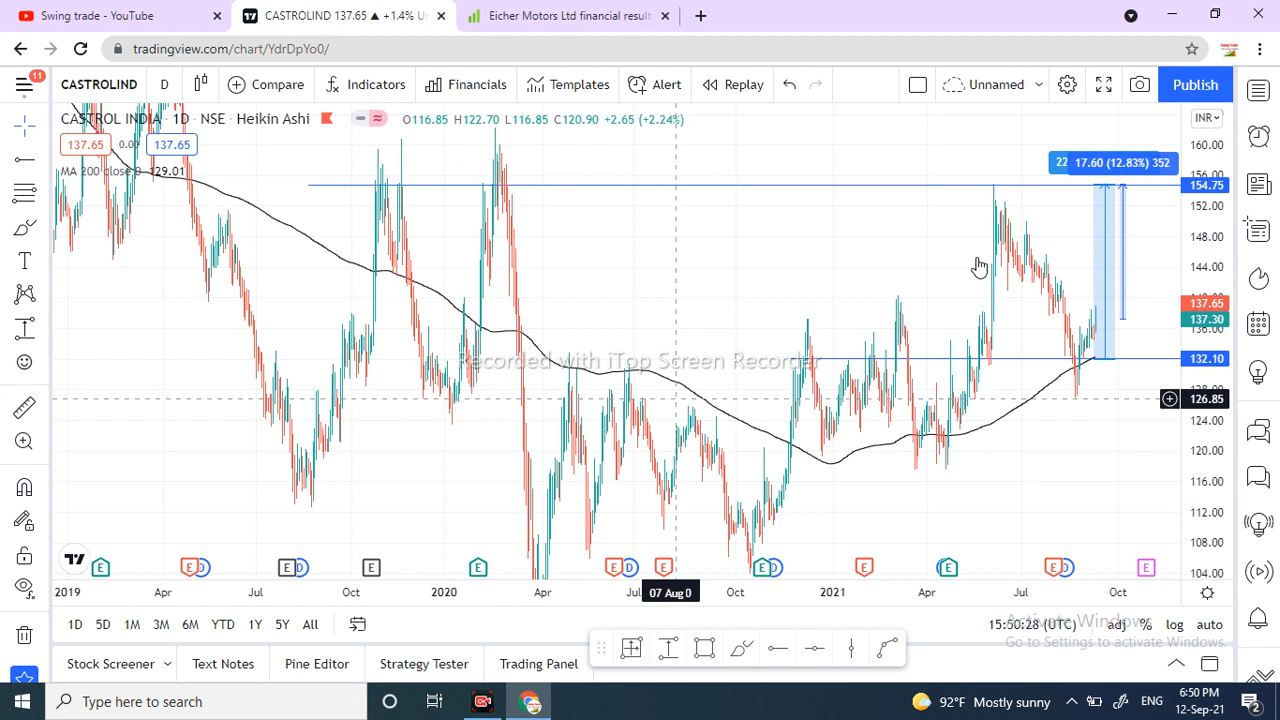 Swing trade - YouTube
CASTROLIND 137.65 ▲ +1.4% Un
Eicher Motors Ltd financial result
tradingview.com/chart/YdrDpYo0/
11
CASTROLIND
D
Compare
Indicators
Financials
Templates
Alert
Replay
Unnamed
Publish
CASTROL INDIA · 1D · NSE · Heikin Ashi
O116.85 H122.70 L116.85 C120.90 +2.65 (+2.24%)
INR
137.65
0.00
137.65
MA 200 close 0 129.01
22
17.60 (12.83%) 352
160.00
156.00
154.75
152.00
148.00
144.00
140.00
137.65
137.30
136.00
132.10
128.00
126.85
124.00
120.00
116.00
112.00
108.00
104.00
Recorded with iTop Screen Recorder
E
E
D
E
D
E
E
E
D
E
E
D
E
E
E
D
E
2019
Apr
Jul
Oct
2020
Apr
Jul
07 Aug 0
Oct
2021
Apr
Jul
Oct
1D
5D
1M
3M
6M
YTD
1Y
5Y
All
15:50:28 (UTC)
adj
%
log
auto
Activate Windows
Go to Settings to activate Windows.
Stock Screener
Text Notes
Pine Editor
Strategy Tester
Trading Panel
Type here to search
92°F Mostly sunny
ENG
6:50 PM
12-Sep-21
2